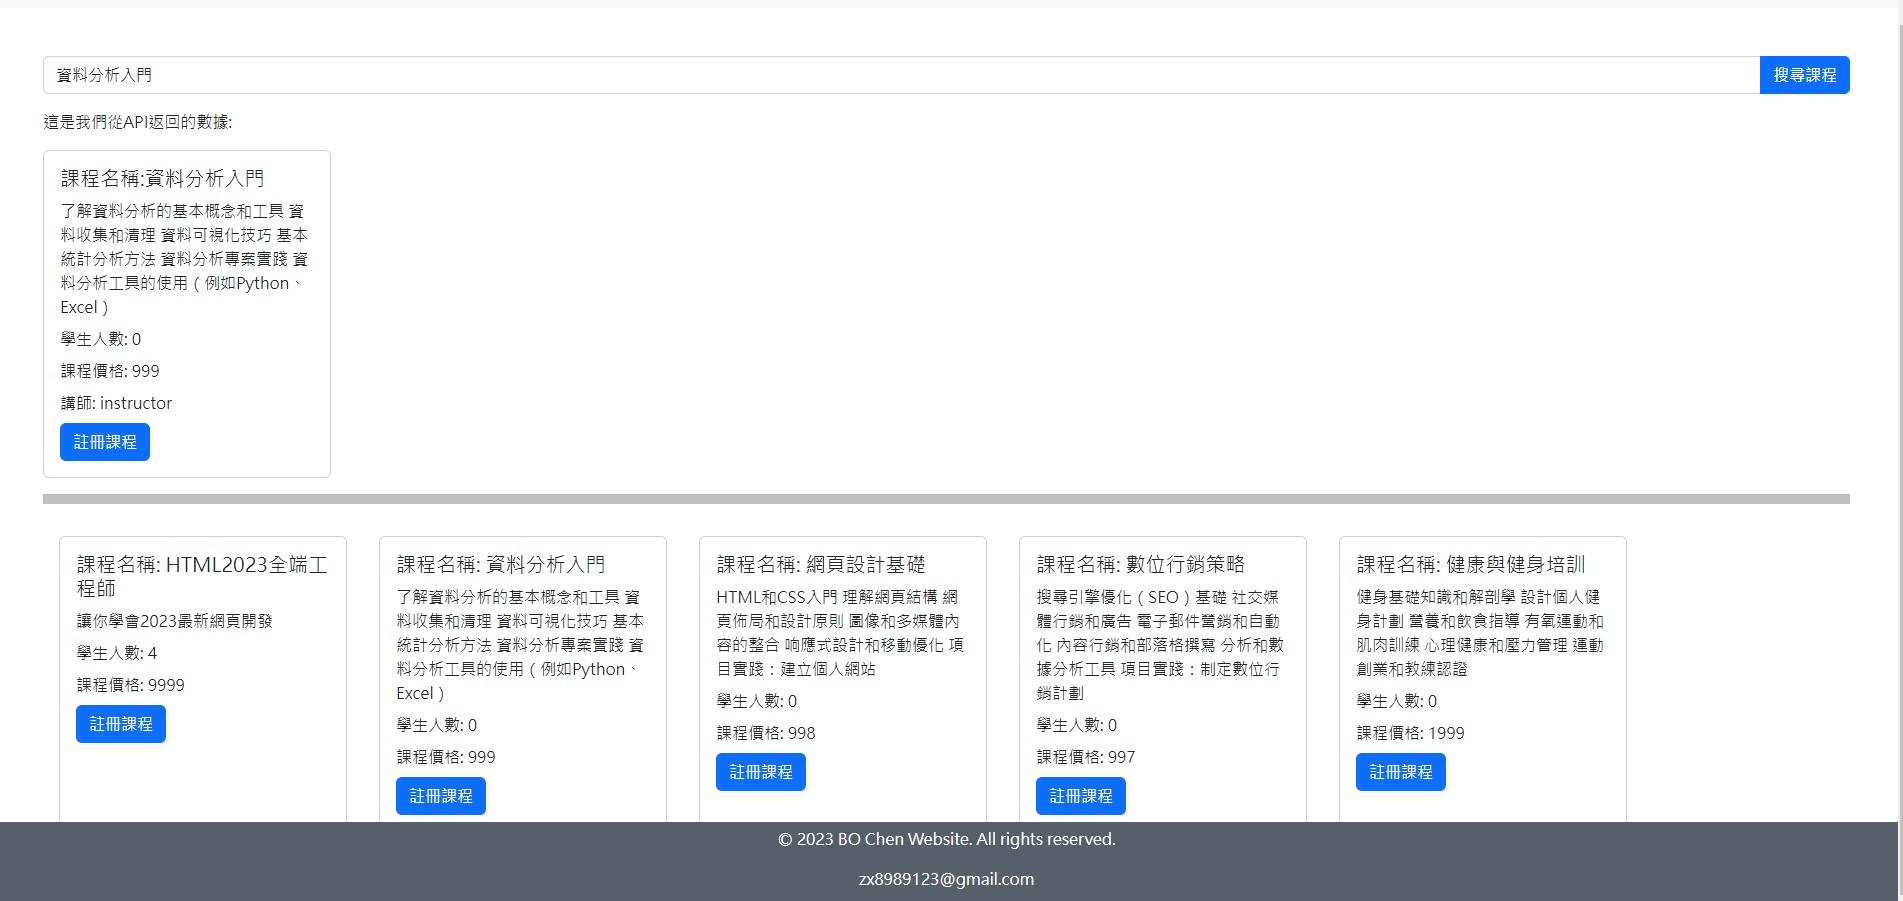 資料分析入門
搜尋課程
這是我們從API返回的數據:
課程名稱:資料分析入門
了解資料分析的基本概念和工具 資
料收集和清理 資料可視化技巧 基本
統計分析方法 資料分析專案實踐 資
料分析工具的使用（例如Python、
Excel）
學生人數: 0
課程價格: 999
講師: instructor
註冊課程
課程名稱: HTML2023全端工
程師
讓你學會2023最新網頁開發
學生人數: 4
課程價格: 9999
註冊課程
課程名稱: 資料分析入門
了解資料分析的基本概念和工具 資
料收集和清理 資料可視化技巧 基本
統計分析方法 資料分析專案實踐 資
料分析工具的使用（例如Python、
Excel）
學生人數: 0
課程價格: 999
註冊課程
課程名稱: 網頁設計基礎
HTML和CSS入門 理解網頁結構 網
頁佈局和設計原則 圖像和多媒體內
容的整合 响應式設計和移動優化 項
目實踐：建立個人網站
學生人數: 0
課程價格: 998
註冊課程
課程名稱: 數位行銷策略
搜尋引擎優化（SEO）基礎 社交媒
體行銷和廣告 電子郵件營銷和自動
化 內容行銷和部落格撰寫 分析和數
據分析工具 項目實踐：制定數位行
銷計劃
學生人數: 0
課程價格: 997
註冊課程
課程名稱: 健康與健身培訓
健身基礎知識和解剖學 設計個人健
身計劃 營養和飲食指導 有氧運動和
肌肉訓練 心理健康和壓力管理 運動
創業和教練認證
學生人數: 0
課程價格: 1999
註冊課程
© 2023 BO Chen Website. All rights reserved.
zx8989123@gmail.com